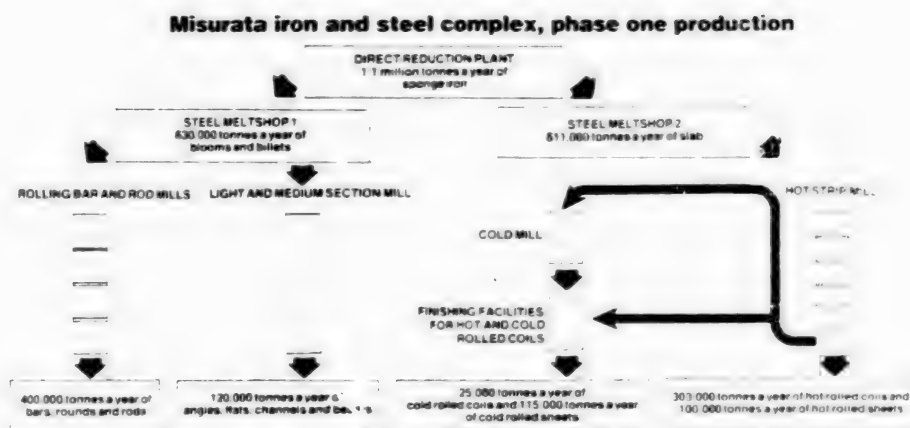 Misurata iron and steel complex, phase one production
DIRECT REDUCTION PLANT
1.1 million tonnes a year of
sponge iron
STEEL MELTSHOP 1
630,000 tonnes a year of
blooms and billets
STEEL MELTSHOP 2
611,000 tonnes a year of slab
ROLLING BAR AND ROD MILLS
LIGHT AND MEDIUM SECTION MILL
HOT STRIP MILL
COLD MILL
FINISHING FACILITIES
FOR HOT AND COLD
ROLLED COILS
400,000 tonnes a year of
bars, rounds and rods
120,000 tonnes a year of
angles, flats, channels and beams
25,000 tonnes a year of
cold rolled coils and 115,000 tonnes a year
of cold rolled sheets
tonnes a year of hot rolled coils and
100,000 tonnes a year of hot rolled sheets